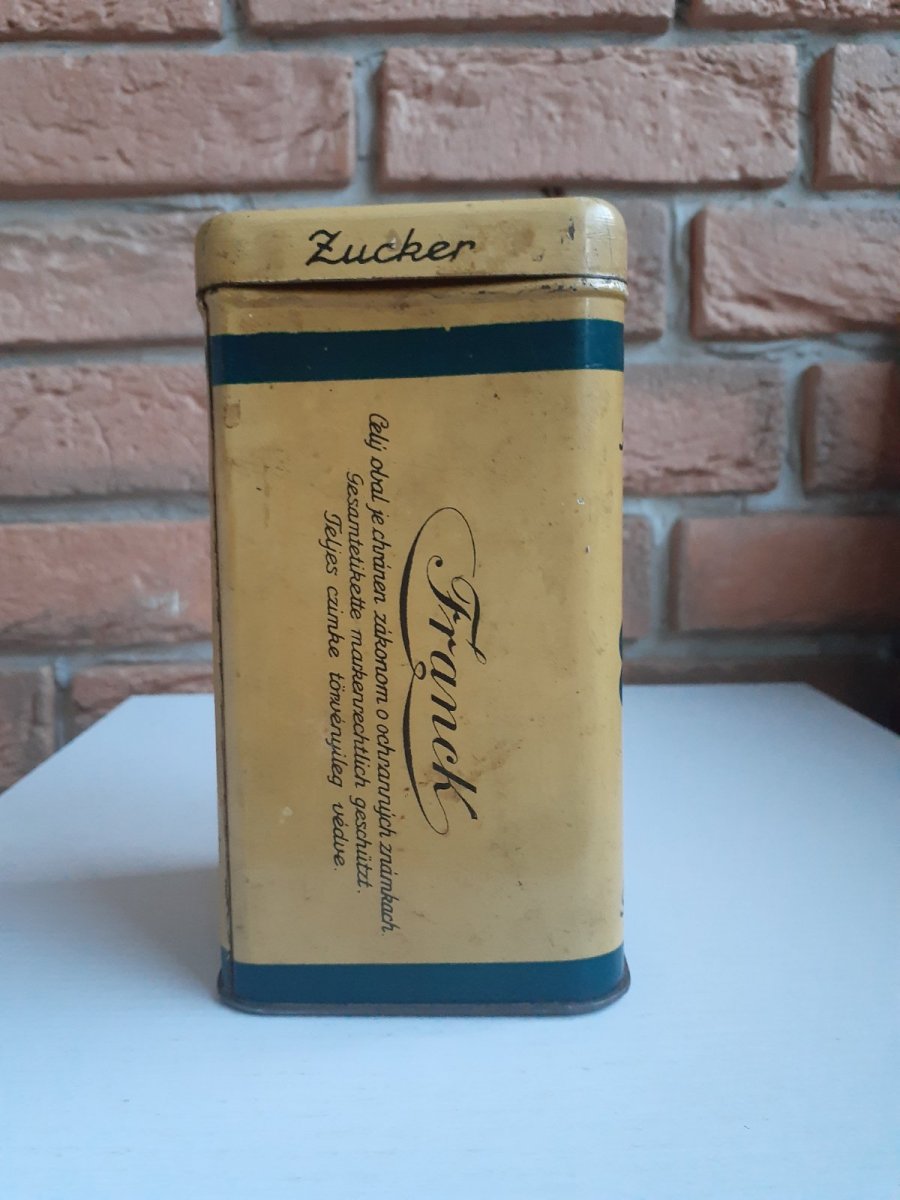 Zucker
Franck
Celý obal je chránen zákonom o ochranných známkach.
Gesamtetikette markenrechtlich geschützt.
Teljes czimke törvényileg védve.